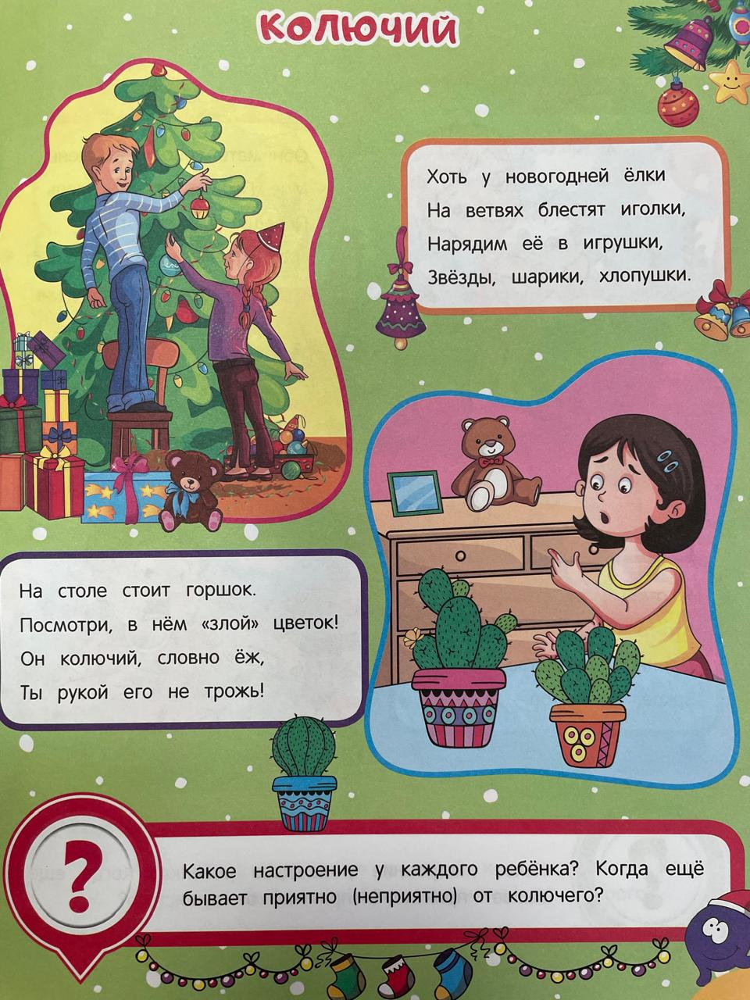 колючий
Хоть у новогодней ёлки
На ветвях блестят иголки,
Нарядим её в игрушки,
Звёзды, шарики, хлопушки.
На столе стоит горшок.
Посмотри, в нём «злой» цветок!
Он колючий, словно ёж,
Ты рукой его не трожь!
?
Какое настроение у каждого ребёнка? Когда ещё
бывает приятно (неприятно) от колючего?